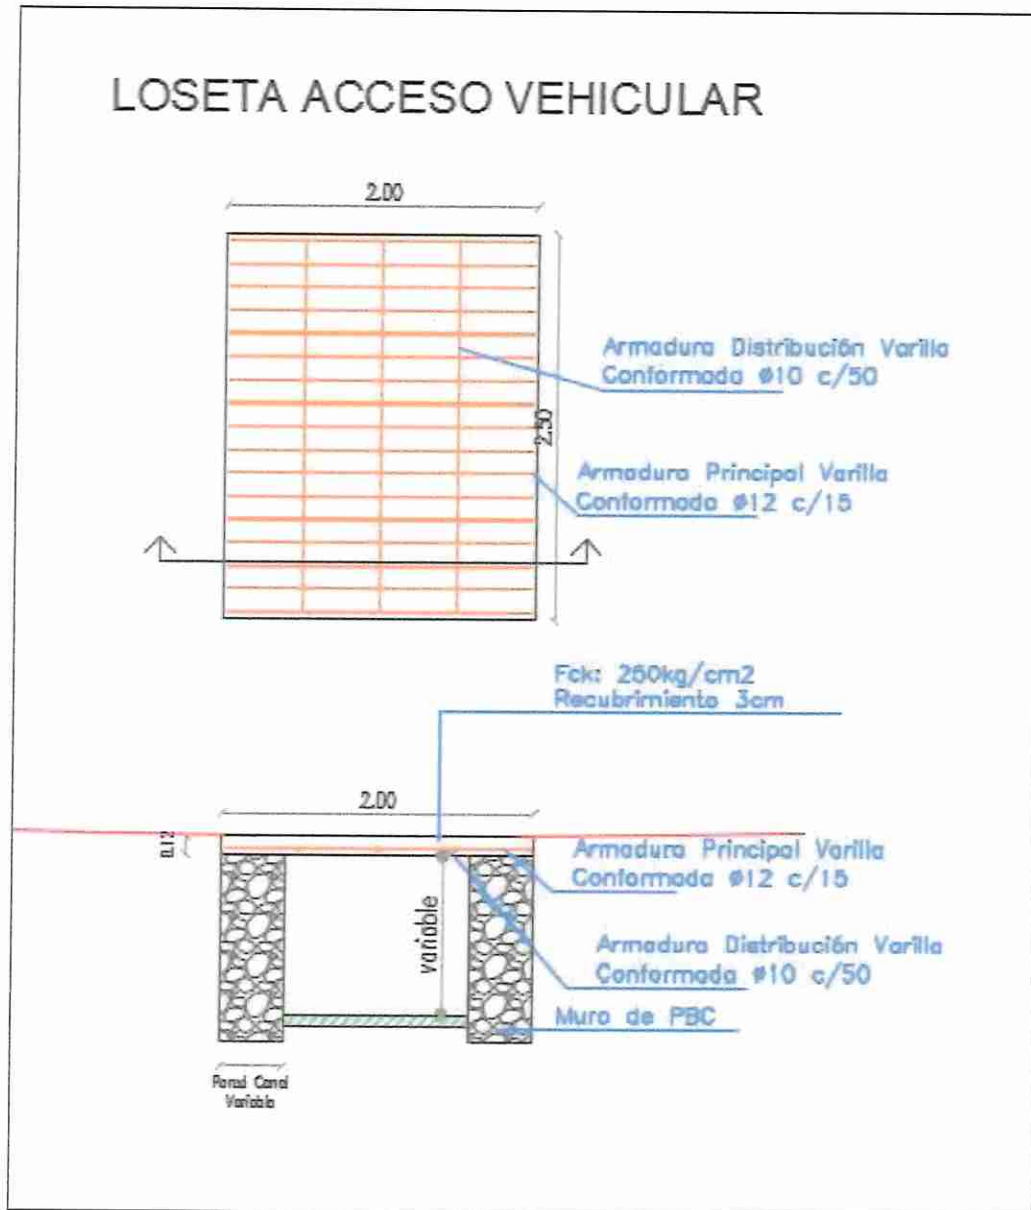 LOSETA ACCESO VEHICULAR
2.00
Armadura Distribución Varilla
Conformada ø10 c/50
2.50
Armadura Principal Varilla
Conformada ø12 c/15
Fck: 250kg/cm2
Recubrimiento 3cm
2.00
0.12
Armadura Principal Varilla
Conformada ø12 c/15
variable
Armadura Distribución Varilla
Conformada ø10 c/50
Muro de PBC
Pared Canal
Variable